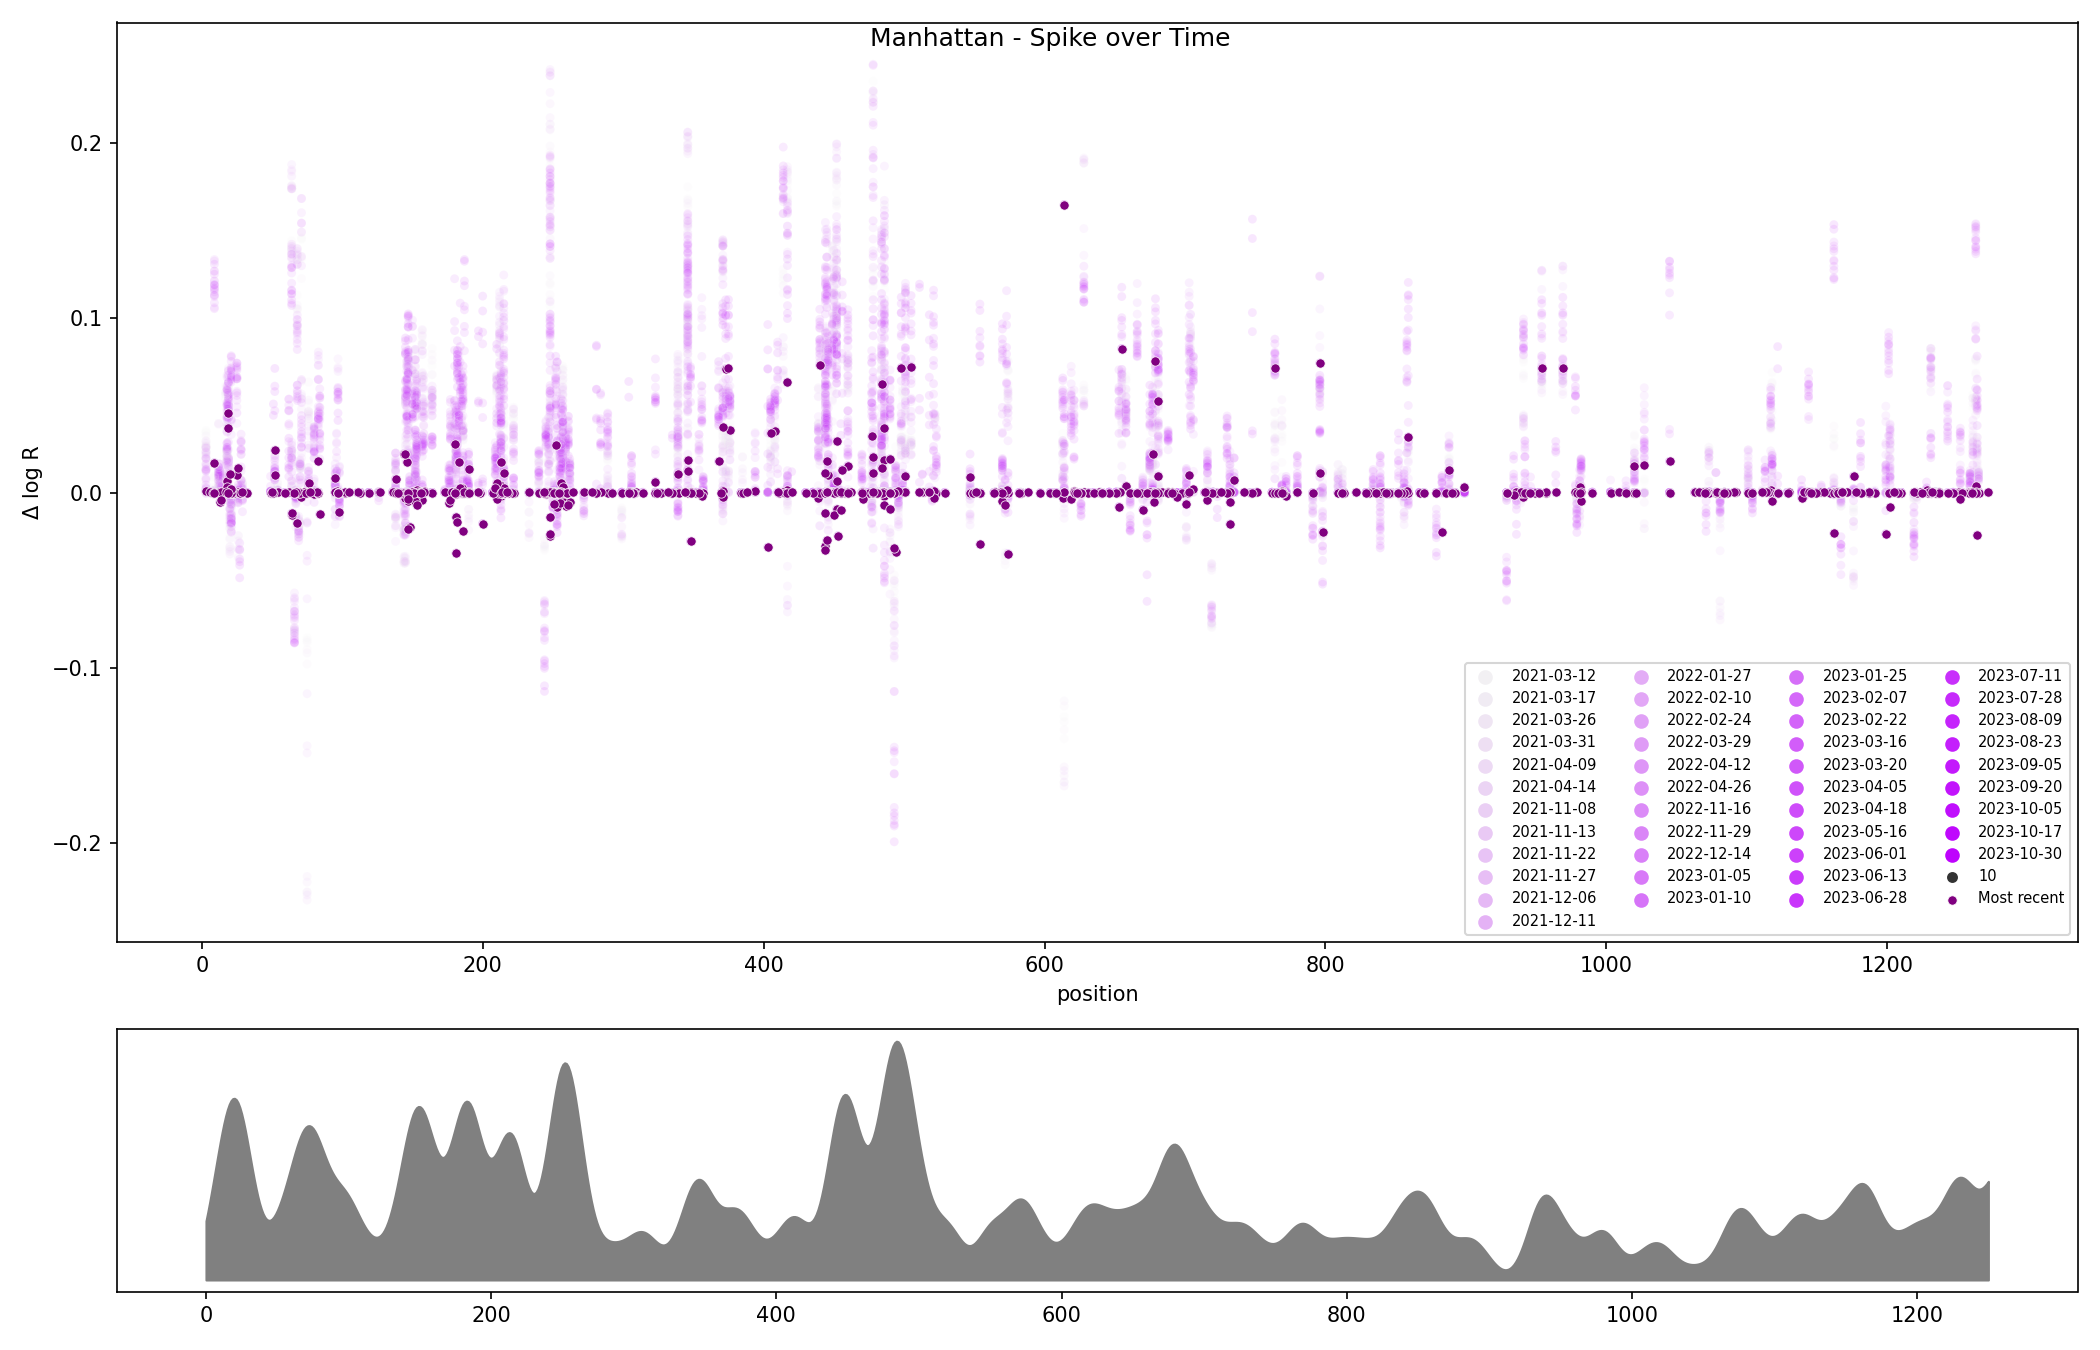 Manhattan - Spike over Time
Δ log R
0.2
0.1
0.0
−0.1
−0.2
0 200 400 600 800 1000 1200
position
2021-03-12 2022-01-27 2023-01-25 2023-07-11
2021-03-17 2022-02-10 2023-02-07 2023-07-28
2021-03-26 2022-02-24 2023-02-22 2023-08-09
2021-03-31 2022-03-29 2023-03-16 2023-08-23
2021-04-09 2022-04-12 2023-03-20 2023-09-05
2021-04-14 2022-04-26 2023-04-05 2023-09-20
2021-11-08 2022-11-16 2023-04-18 2023-10-05
2021-11-13 2022-11-29 2023-05-16 2023-10-17
2021-11-22 2022-12-14 2023-06-01 2023-10-30
2021-11-27 2023-01-05 2023-06-13 10
2021-12-06 2023-01-10 2023-06-28 Most recent
2021-12-11
0 200 400 600 800 1000 1200